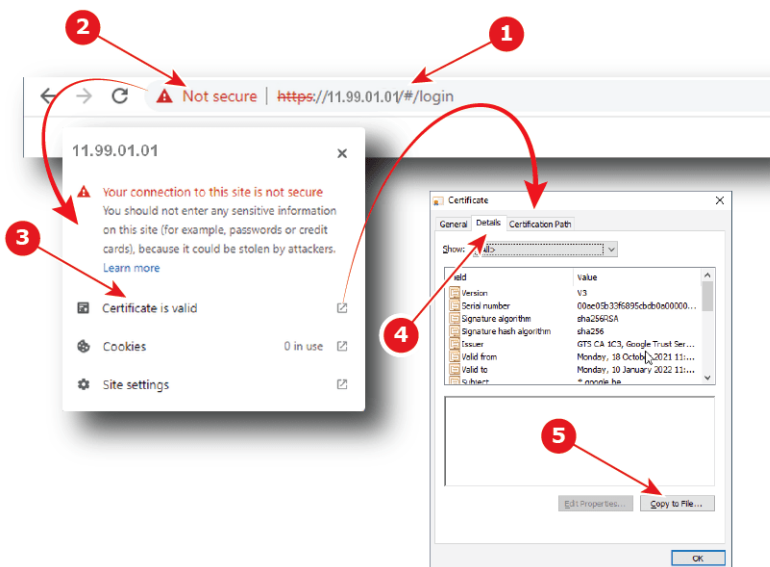 2
1
Not secure | https://11.99.01.01/#/login
11.99.01.01
Your connection to this site is not secure
You should not enter any sensitive information
on this site (for example, passwords or credit
cards), because it could be stolen by attackers.
Learn more
3
Certificate is valid
Cookies 0 in use
Site settings
Certificate
General Details Certification Path
Show:
4
Value
Version V3
Serial number 00ae05b33f6895cbdb0a00000...
Signature algorithm sha256RSA
Signature hash algorithm sha256
Issuer GTS CA 1C3, Google Trust Ser...
Valid from Monday, 18 October 2021 11:...
Valid to Monday, 10 January 2022 11:...
Subject *.google.be
5
Edit Properties... Copy to File...
OK